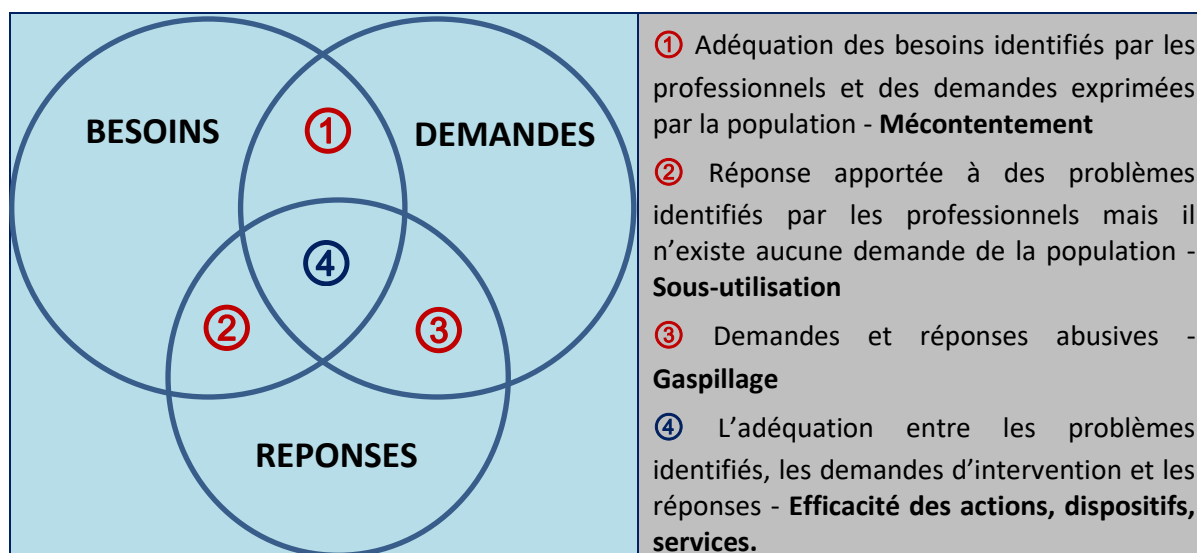 BESOINS
①
DEMANDES
④
②
③
REPONSES
① Adéquation des besoins identifiés par les
professionnels et des demandes exprimées
par la population - Mécontentement
② Réponse apportée à des problèmes
identifiés par les professionnels mais il
n’existe aucune demande de la population -
Sous-utilisation
③ Demandes et réponses abusives -
Gaspillage
④ L’adéquation entre les problèmes
identifiés, les demandes d’intervention et les
réponses - Efficacité des actions, dispositifs,
services.